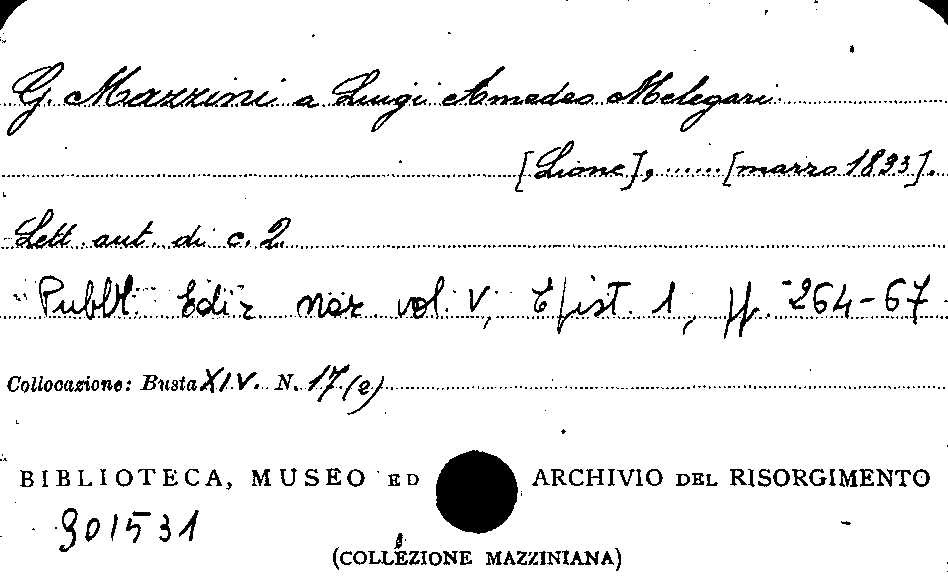 G. Mazzini a Luigi Amedeo Melegari
[Lione], ...... [marzo 1833].
Lett. aut. di c. 2
Pubbl. Ediz. naz. vol. V, Epist. 1, pp. 264-67
Collocazione: Busta XIV. N. 17 (2)
BIBLIOTECA, MUSEO ED ARCHIVIO DEL RISORGIMENTO
901531
(COLLEZIONE MAZZINIANA)